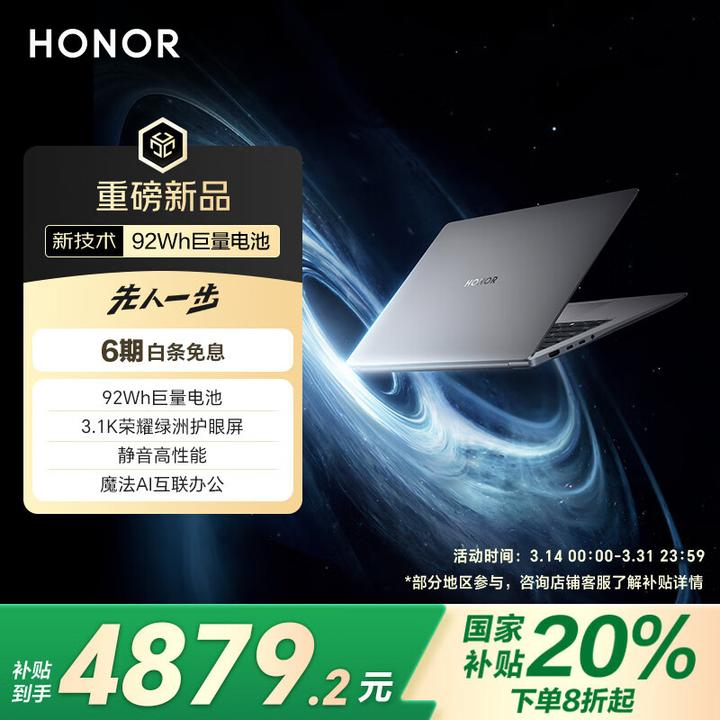 HONOR
重磅新品
新技术 92Wh巨量电池
先人一步
6期白条免息
92Wh巨量电池
3.1K荣耀绿洲护眼屏
静音高性能
魔法AI互联办公
HONOR
活动时间：3.14 00:00-3.31 23:59
*部分地区参与，咨询店铺客服了解补贴详情
补贴到手 4879.2元
国家补贴20%
下单8折起